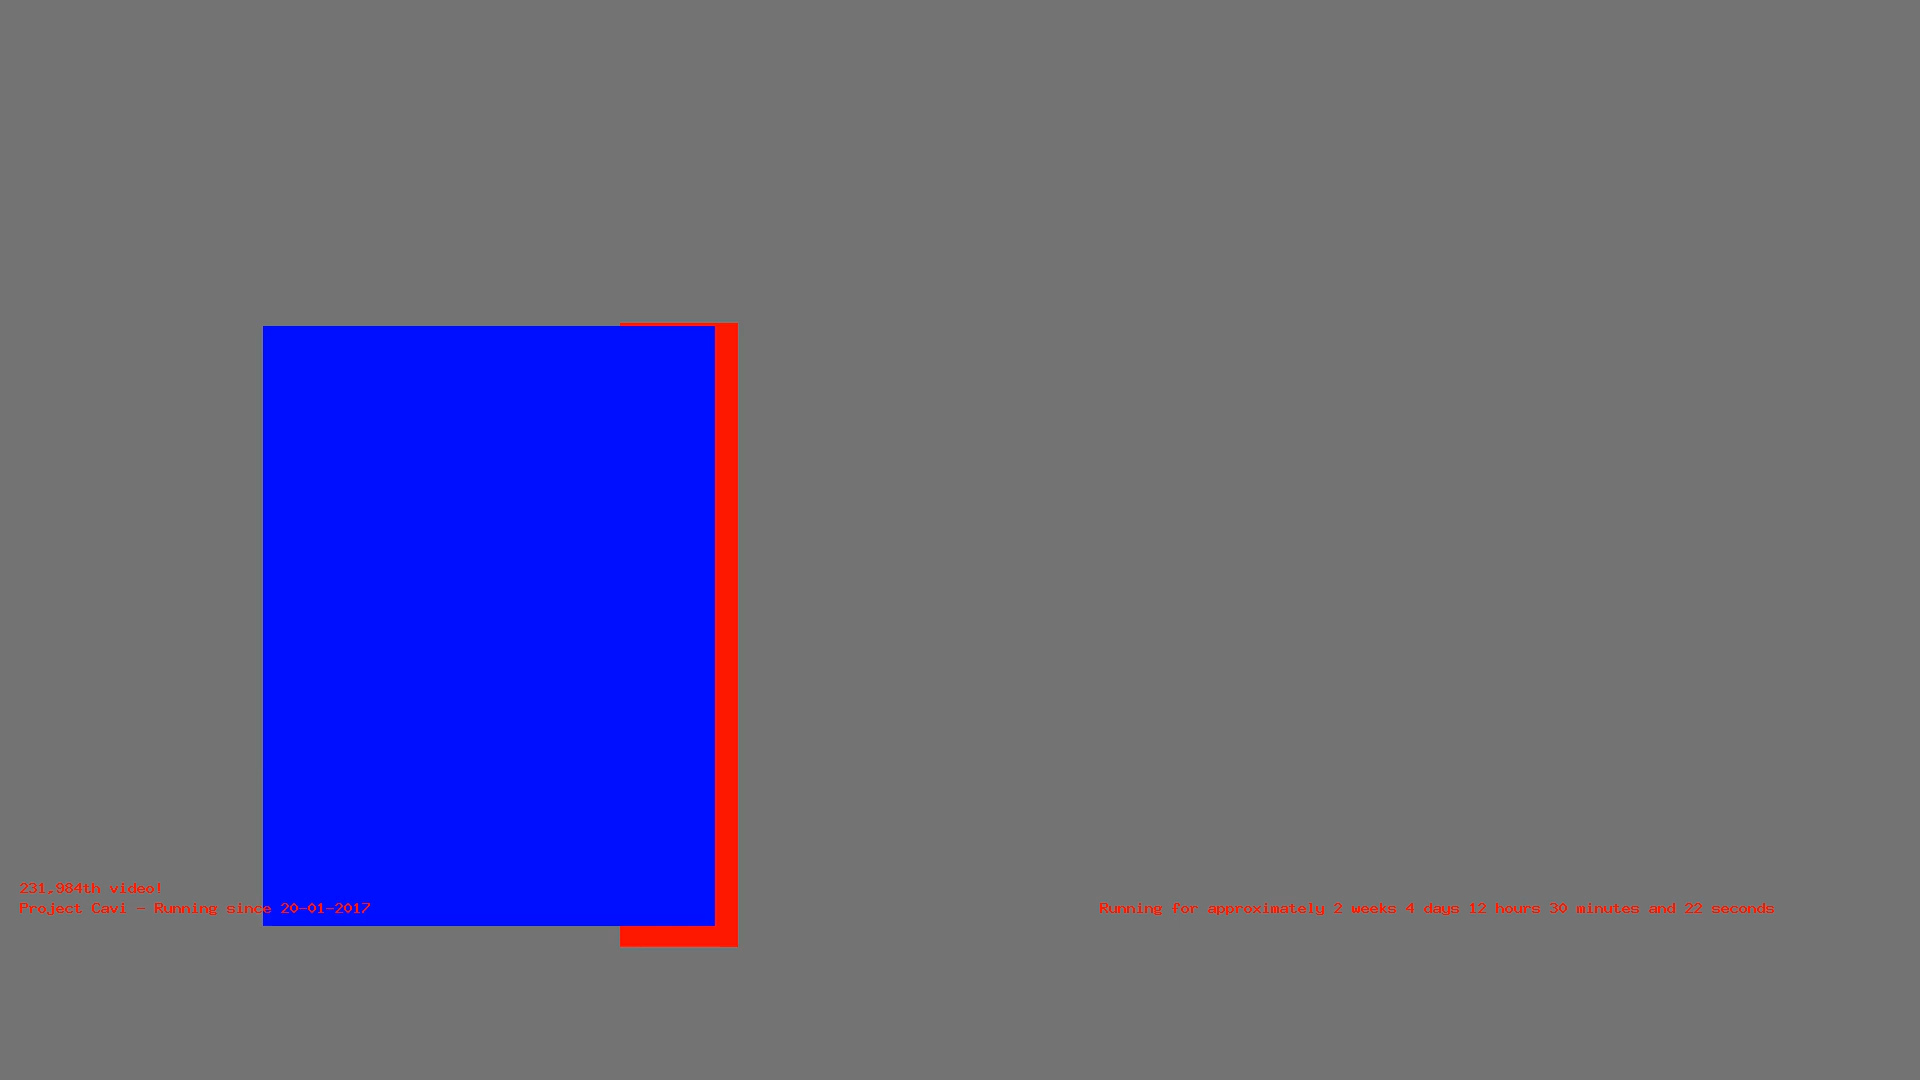 231,984th video!
Project Cavi - Running since 20-01-2017
Running for approximately 2 weeks 4 days 12 hours 30 minutes and 22 seconds